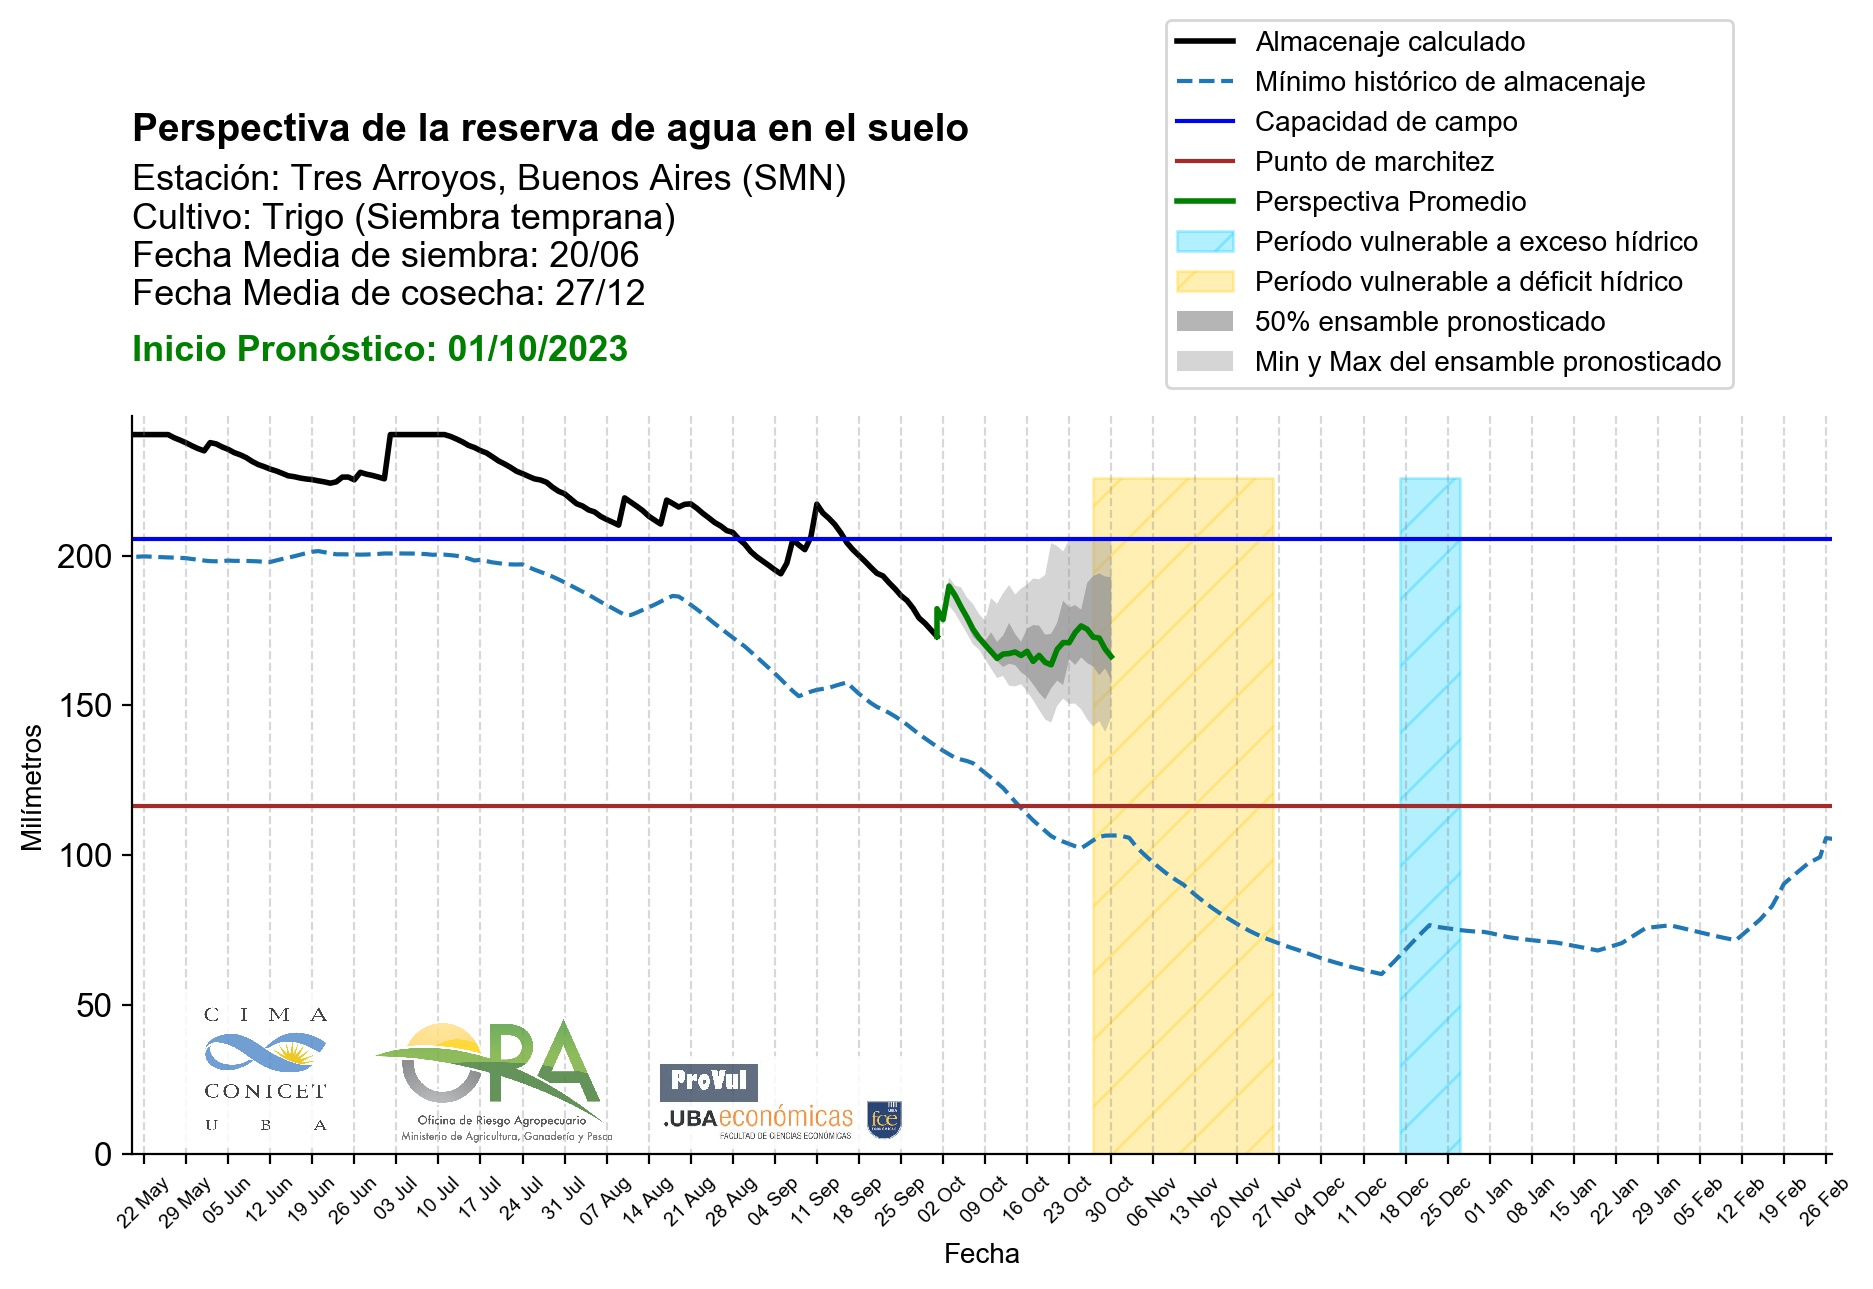 Almacenaje calculado
Mínimo histórico de almacenaje
Capacidad de campo
Punto de marchitez
Perspectiva Promedio
Período vulnerable a exceso hídrico
Período vulnerable a déficit hídrico
50% ensamble pronosticado
Min y Max del ensamble pronosticado
Perspectiva de la reserva de agua en el suelo
Estación: Tres Arroyos, Buenos Aires (SMN)
Cultivo: Trigo (Siembra temprana)
Fecha Media de siembra: 20/06
Fecha Media de cosecha: 27/12
Inicio Pronóstico: 01/10/2023
Milímetros
200
150
100
50
0
CIMA
CONICET
UBA
ORA
Oficina de Riesgo Agropecuario
Ministerio de Agricultura, Ganadería y Pesca
ProVul
.UBAeconómicas
FACULTAD DE CIENCIAS ECONÓMICAS
fce
22 May
29 May
05 Jun
12 Jun
19 Jun
26 Jun
03 Jul
10 Jul
17 Jul
24 Jul
31 Jul
07 Aug
14 Aug
21 Aug
28 Aug
04 Sep
11 Sep
18 Sep
25 Sep
02 Oct
09 Oct
16 Oct
23 Oct
30 Oct
06 Nov
13 Nov
20 Nov
27 Nov
04 Dec
11 Dec
18 Dec
25 Dec
01 Jan
08 Jan
15 Jan
22 Jan
29 Jan
05 Feb
12 Feb
19 Feb
26 Feb
Fecha